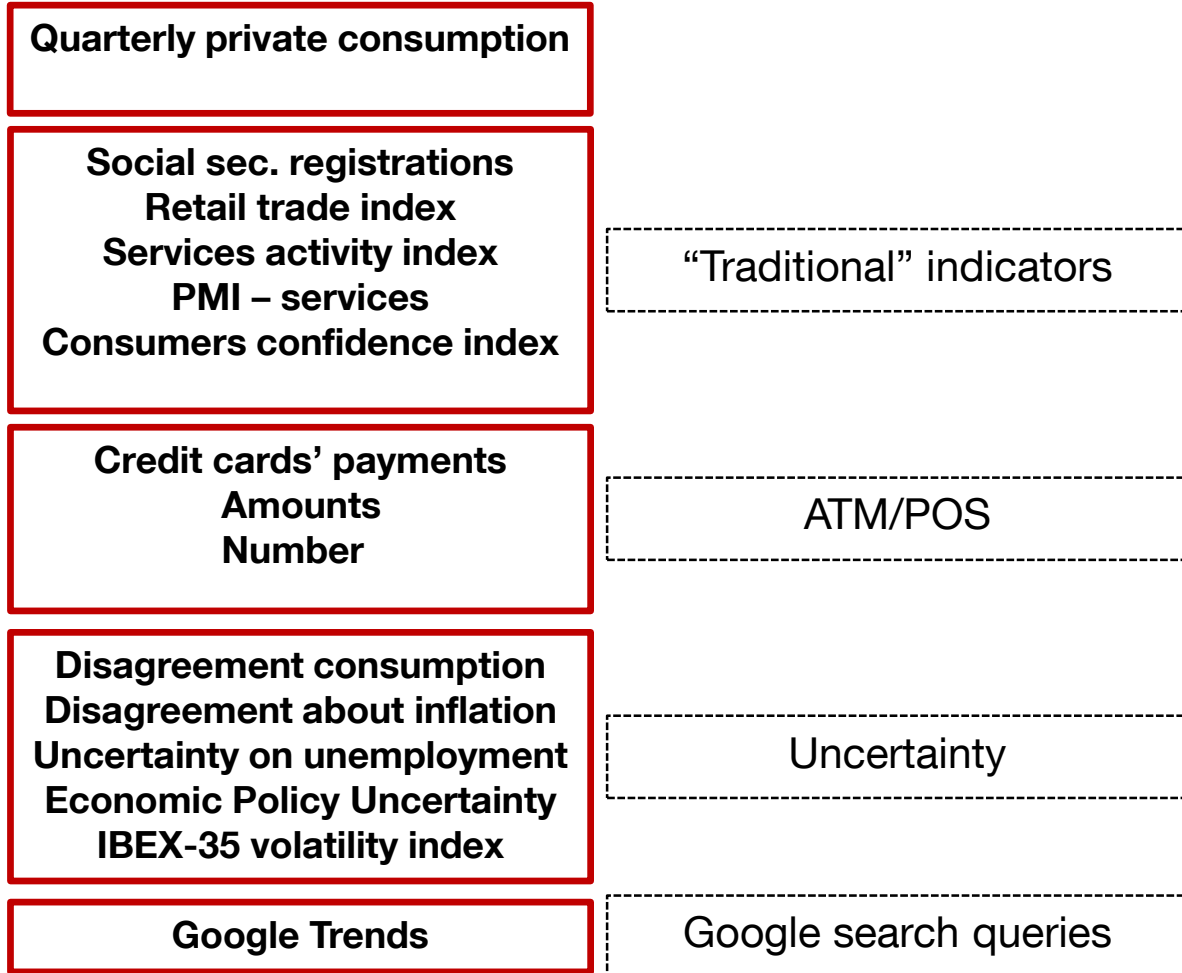 Quarterly private consumption
Social sec. registrations
Retail trade index
Services activity index
PMI – services
Consumers confidence index
“Traditional” indicators
Credit cards’ payments
Amounts
Number
ATM/POS
Disagreement consumption
Disagreement about inflation
Uncertainty on unemployment
Economic Policy Uncertainty
IBEX-35 volatility index
Uncertainty
Google Trends
Google search queries